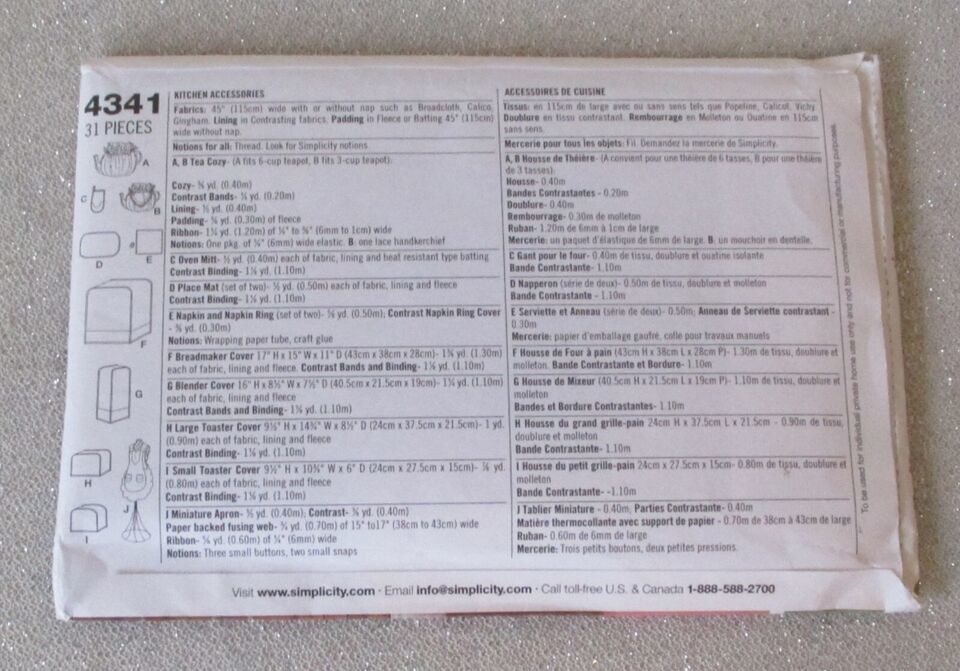 4341
31 PIECES
A
C
B
D
E
F
G
H
J
I
KITCHEN ACCESSORIES
Fabrics: 45" (115cm) wide with or without nap such as Broadcloth, Calico,
Gingham. Lining in Contrasting fabrics. Padding in Fleece or Batting 45" (115cm)
wide without nap.
Notions for all: Thread. Look for Simplicity notions.
A, B Tea Cozy- (A fits 6-cup teapot, B fits 3-cup teapot):
Cozy- yd. (0.40m)
Contrast Bands- yd. (0.20m)
Lining- yd. (0.40m)
Padding- yd. (0.30m) of fleece
Ribbon- yd. (1.20m) of ¼" to ⅜" (6mm to 1cm) wide
Notions: One pkg. of ¼" (6mm) wide elastic. B: one lace handkerchief
C Oven Mitt- yd. (0.40m) each of fabric, lining and heat resistant type batting
Contrast Binding- 1⅛ yd. (1.10m)
D Place Mat (set of two)- yd. (0.50m) each of fabric, lining and fleece
Contrast Binding- 1⅛ yd. (1.10m)
E Napkin and Napkin Ring (set of two)- yd. (0.50m); Contrast Napkin Ring Cover
- yd. (0.30m)
Notions: Wrapping paper tube, craft glue
F Breadmaker Cover 17" H x 15" W x 11" D (43cm x 38cm x 28cm)- yd. (1.30m)
each of fabric, lining and fleece. Contrast Bands and Binding- 1⅛ yd. (1.10m)
G Blender Cover 16" H x 8½" W x 7½" D (40.5cm x 21.5cm x 19cm)- 1⅛ yd. (1.10m)
each of fabric, lining and fleece
Contrast Bands and Binding- 1⅛ yd. (1.10m)
H Large Toaster Cover 9½" H x 14¾" W x 8½" D (24cm x 37.5cm x 21.5cm)- 1 yd.
(0.90m) each of fabric, lining and fleece
Contrast Binding- 1⅛ yd. (1.10m)
I Small Toaster Cover 9½" H x 10¾" W x 6" D (24cm x 27.5cm x 15cm)- ⅞ yd.
(0.80m) each of fabric, lining and fleece
Contrast Binding- 1⅛ yd. (1.10m)
J Miniature Apron- yd. (0.40m); Contrast- yd. (0.40m)
Paper backed fusing web- ¾ yd. (0.70m) of 15" to17" (38cm to 43cm) wide
Ribbon- yd. (0.60m) of ¼" (6mm) wide
Notions: Three small buttons, two small snaps
ACCESSOIRES DE CUISINE
Tissus: en 115cm de large avec ou sans sens tels que Popeline, Calicot, Vichy
Doublure en tissu contrastant. Rembourrage en Molleton ou Ouatine en 115cm
sans sens.
Mercerie pour tous les objets: Fil. Demandez la mercerie de Simplicity.
A, B Housse de Théière- (A convient pour une théière de 6 tasses, B pour une théière
de 3 tasses):
Housse- 0.40m
Bandes Contrastantes - 0.20m
Doublure- 0.40m
Rembourrage- 0.30m de molleton
Ruban- 1.20m de 6mm à 1cm de large
Mercerie: un paquet d'élastique de 6mm de large. B: un mouchoir en dentelle.
C Gant pour le four- 0.40m de tissu, doublure et ouatine isolante
Bande Contrastante - 1.10m
D Napperon (série de deux)- 0.50m de tissu, doublure et molleton
Bande Contrastante - 1.10m
E Serviette et Anneau (série de deux)- 0.50m; Anneau de Serviette contrastant -
0.30m
Mercerie: papier d'emballage gaufré, colle pour travaux manuels
F Housse de Four à pain (43cm H x 38cm L x 28cm P)- 1.30m de tissu, doublure et
molleton. Bande Contrastante et Bordure- 1.10m
G Housse de Mixeur (40.5cm H x 21.5cm L x 19cm P)- 1.10m de tissu, doublure et
molleton
Bandes et Bordure Contrastantes- 1.10m
H Housse du grand grille-pain 24cm H x 37.5cm L x 21.5cm - 0.90m de tissu,
doublure et molleton
Bande Contrastante- 1.10m
I Housse du petit grille-pain 24cm x 27.5cm x 15cm- 0.80m de tissu, doublure et
molleton
Bande Contrastante- -1.10m
J Tablier Miniature - 0.40m; Parties Contrastante- 0.40m
Matière thermocollante avec support de papier - 0.70m de 38cm à 43cm de large
Ruban- 0.60m de 6mm de large
Mercerie: Trois petits boutons, deux petites pressions.
To be used for individual private home use only and not for commercial or manufacturing purposes.
Visit www.simplicity.com · Email info@simplicity.com · Call toll-free U.S. & Canada 1-888-588-2700